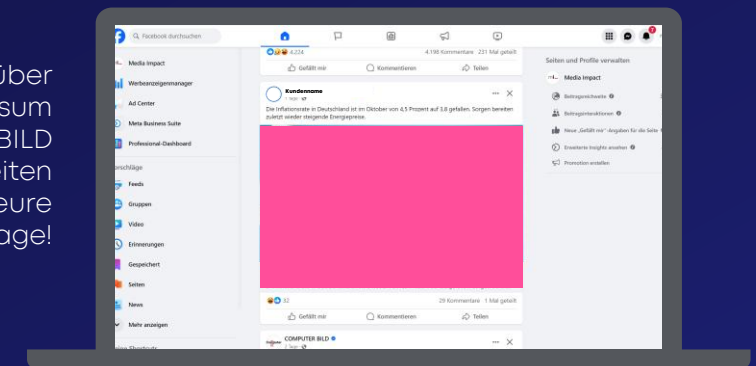 über
sum
BILD
eiten
eure
age!
Facebook durchsuchen
7
Media Impact
Werbeanzeigenmanager
Ad Center
Meta Business Suite
Professional-Dashboard
orschläge
Feeds
Gruppen
Video
Erinnerungen
Gespeichert
Seiten
News
Mehr anzeigen
4.224
4.198 Kommentare 231 Mal geteilt
Gefällt mir Kommentieren Teilen
Kundenname
Die Inflationsrate in Deutschland ist im Oktober von 4,5 Prozent auf 3,8 gefallen. Sorgen bereiten
zuletzt wieder steigende Energiepreise.
32
29 Kommentare 1 Mal geteilt
Gefällt mir Kommentieren Teilen
COMPUTER BILD
Seiten und Profile verwalten
Media Impact
Beitragsreichweite
Beitragsinteraktionen
Neue „Gefällt mir“-Angaben für die Seite
Erweiterte Insights ansehen
Promotion erstellen